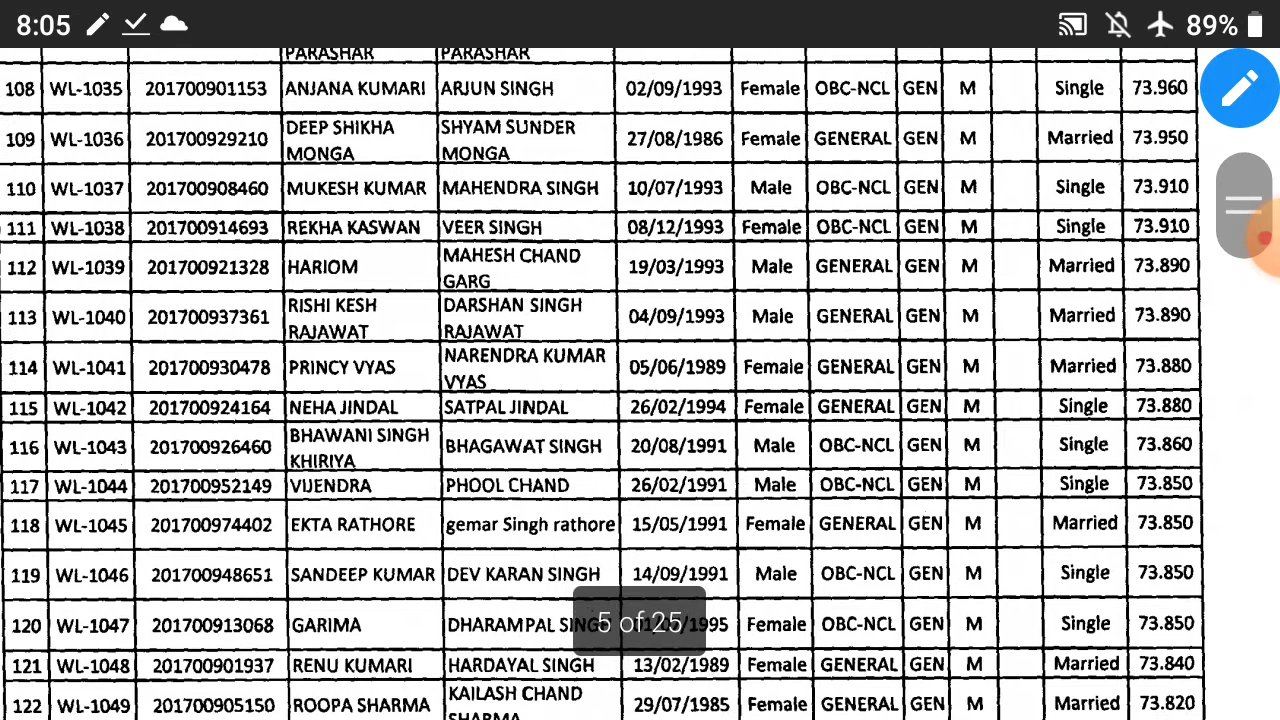 8:05 89%
PARASHAR PARASHAR
108 WL-1035 201700901153 ANJANA KUMARI ARJUN SINGH 02/09/1993 Female OBC-NCL GEN M Single 73.960
109 WL-1036 201700929210 DEEP SHIKHA MONGA SHYAM SUNDER MONGA 27/08/1986 Female GENERAL GEN M Married 73.950
110 WL-1037 201700908460 MUKESH KUMAR MAHENDRA SINGH 10/07/1993 Male OBC-NCL GEN M Single 73.910
111 WL-1038 201700914693 REKHA KASWAN VEER SINGH 08/12/1993 Female OBC-NCL GEN M Single 73.910
112 WL-1039 201700921328 HARIOM MAHESH CHAND GARG 19/03/1993 Male GENERAL GEN M Married 73.890
113 WL-1040 201700937361 RISHI KESH RAJAWAT DARSHAN SINGH RAJAWAT 04/09/1993 Male GENERAL GEN M Married 73.890
114 WL-1041 201700930478 PRINCY VYAS NARENDRA KUMAR VYAS 05/06/1989 Female GENERAL GEN M Married 73.880
115 WL-1042 201700924164 NEHA JINDAL SATPAL JINDAL 26/02/1994 Female GENERAL GEN M Single 73.880
116 WL-1043 201700926460 BHAWANI SINGH KHIRIYA BHAGAWAT SINGH 20/08/1991 Male OBC-NCL GEN M Single 73.860
117 WL-1044 201700952149 VIJENDRA PHOOL CHAND 26/02/1991 Male OBC-NCL GEN M Single 73.850
118 WL-1045 201700974402 EKTA RATHORE gemar Singh rathore 15/05/1991 Female GENERAL GEN M Married 73.850
119 WL-1046 201700948651 SANDEEP KUMAR DEV KARAN SINGH 14/09/1991 Male OBC-NCL GEN M Single 73.850
120 WL-1047 201700913068 GARIMA DHARAMPAL SINGH Female OBC-NCL GEN M Single 73.850
5 of 25
121 WL-1048 201700901937 RENU KUMARI HARDAYAL SINGH 13/02/1989 Female GENERAL GEN M Married 73.840
122 WL-1049 201700905150 ROOPA SHARMA KAILASH CHAND SHARMA 29/07/1985 Female GENERAL GEN M Married 73.820